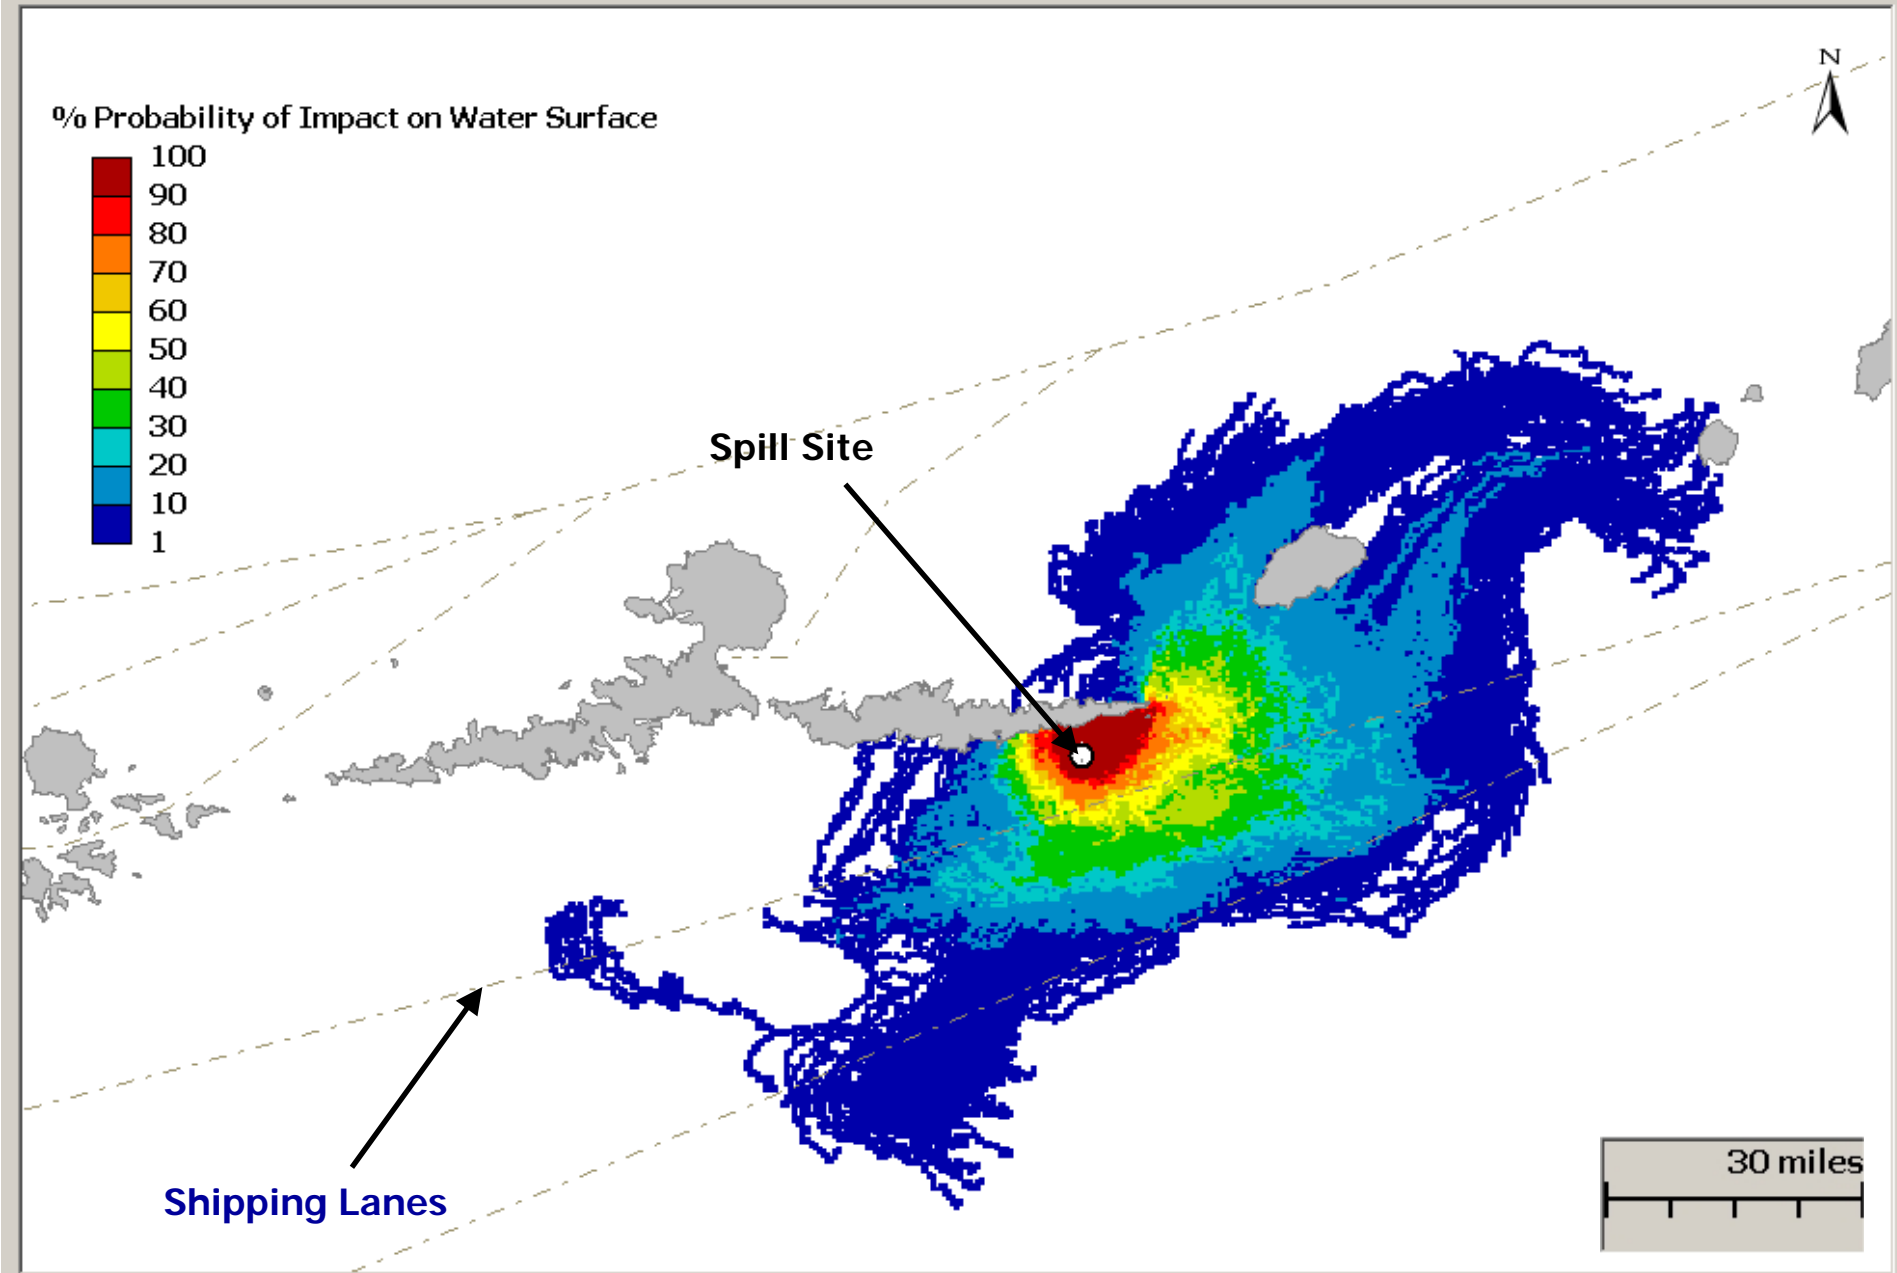 N
% Probability of Impact on Water Surface
100
90
80
70
60
50
40
30
20
10
1
Spill Site
Shipping Lanes
30 miles